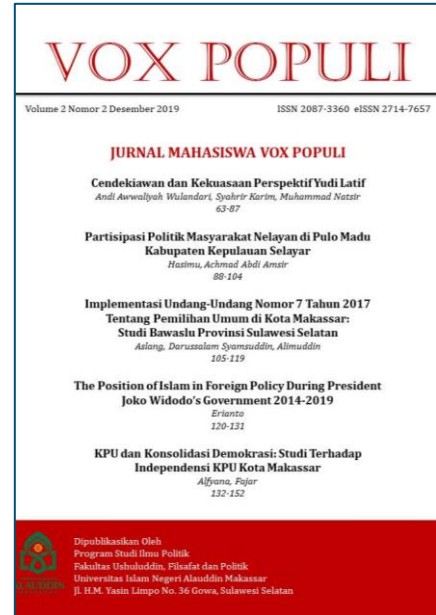 VOX POPULI
Volume 2 Nomor 2 Desember 2019 ISSN 2087-3360 eISSN 2714-7657
JURNAL MAHASISWA VOX POPULI
Cendekiawan dan Kekuasaan Perspektif Yudi Latif
Andi Awwaliyah Wulandari, Syahrir Karim, Muhammad Natsir
63-87
Partisipasi Politik Masyarakat Nelayan di Pulo Madu
Kabupaten Kepulauan Selayar
Hasimu, Achmad Abdi Amsir
88-104
Implementasi Undang-Undang Nomor 7 Tahun 2017
Tentang Pemilihan Umum di Kota Makassar:
Studi Bawaslu Provinsi Sulawesi Selatan
Aslang, Darussalam Syamsuddin, Alimuddin
105-119
The Position of Islam in Foreign Policy During President
Joko Widodo's Government 2014-2019
Erianto
120-131
KPU dan Konsolidasi Demokrasi: Studi Terhadap
Independensi KPU Kota Makassar
Alfyana, Fajar
132-152
Dipublikasikan Oleh
Program Studi Ilmu Politik
Fakultas Ushuluddin, Filsafat dan Politik
Universitas Islam Negeri Alauddin Makassar
Jl. H.M. Yasin Limpo No. 36 Gowa, Sulawesi Selatan